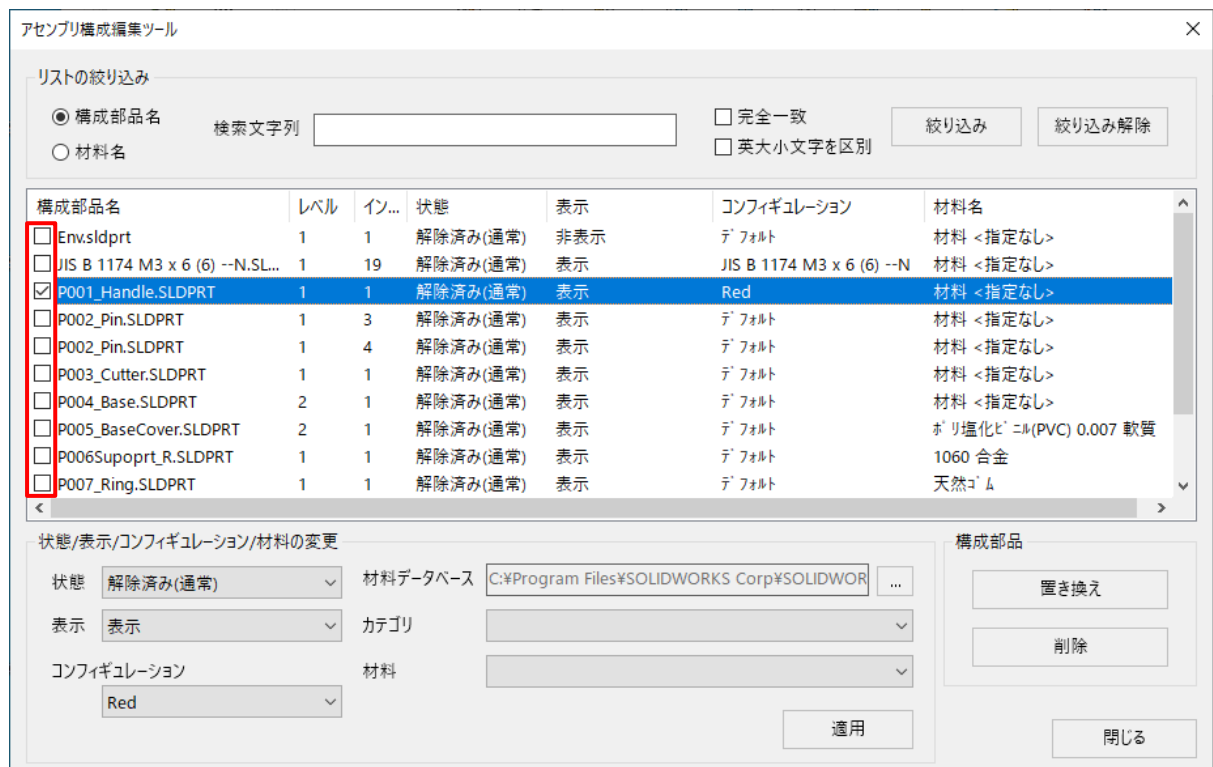 アセンブリ構成編集ツール
リストの絞り込み
構成部品名
材料名
検索文字列
完全一致
英大小文字を区別
絞り込み
絞り込み解除
構成部品名 レベル イン... 状態 表示 コンフィギュレーション 材料名
Env.sldprt 1 1 解除済み(通常) 非表示 ﾃﾞﾌｫﾙﾄ 材料 <指定なし>
JIS B 1174 M3 x 6 (6) --N.SL... 1 19 解除済み(通常) 表示 JIS B 1174 M3 x 6 (6) --N 材料 <指定なし>
P001_Handle.SLDPRT 1 1 解除済み(通常) 表示 Red 材料 <指定なし>
P002_Pin.SLDPRT 1 3 解除済み(通常) 表示 ﾃﾞﾌｫﾙﾄ 材料 <指定なし>
P002_Pin.SLDPRT 1 4 解除済み(通常) 表示 ﾃﾞﾌｫﾙﾄ 材料 <指定なし>
P003_Cutter.SLDPRT 1 1 解除済み(通常) 表示 ﾃﾞﾌｫﾙﾄ 材料 <指定なし>
P004_Base.SLDPRT 2 1 解除済み(通常) 表示 ﾃﾞﾌｫﾙﾄ 材料 <指定なし>
P005_BaseCover.SLDPRT 2 1 解除済み(通常) 表示 ﾃﾞﾌｫﾙﾄ ﾎﾟﾘ塩化ﾋﾞﾆﾙ(PVC) 0.007 軟質
P006Supoprt_R.SLDPRT 1 1 解除済み(通常) 表示 ﾃﾞﾌｫﾙﾄ 1060 合金
P007_Ring.SLDPRT 1 1 解除済み(通常) 表示 ﾃﾞﾌｫﾙﾄ 天然ｺﾞﾑ
状態/表示/コンフィギュレーション/材料の変更
状態 解除済み(通常)
表示 表示
コンフィギュレーション
Red
材料データベース C:¥Program Files¥SOLIDWORKS Corp¥SOLIDWOR ...
カテゴリ
材料
適用
構成部品
置き換え
削除
閉じる